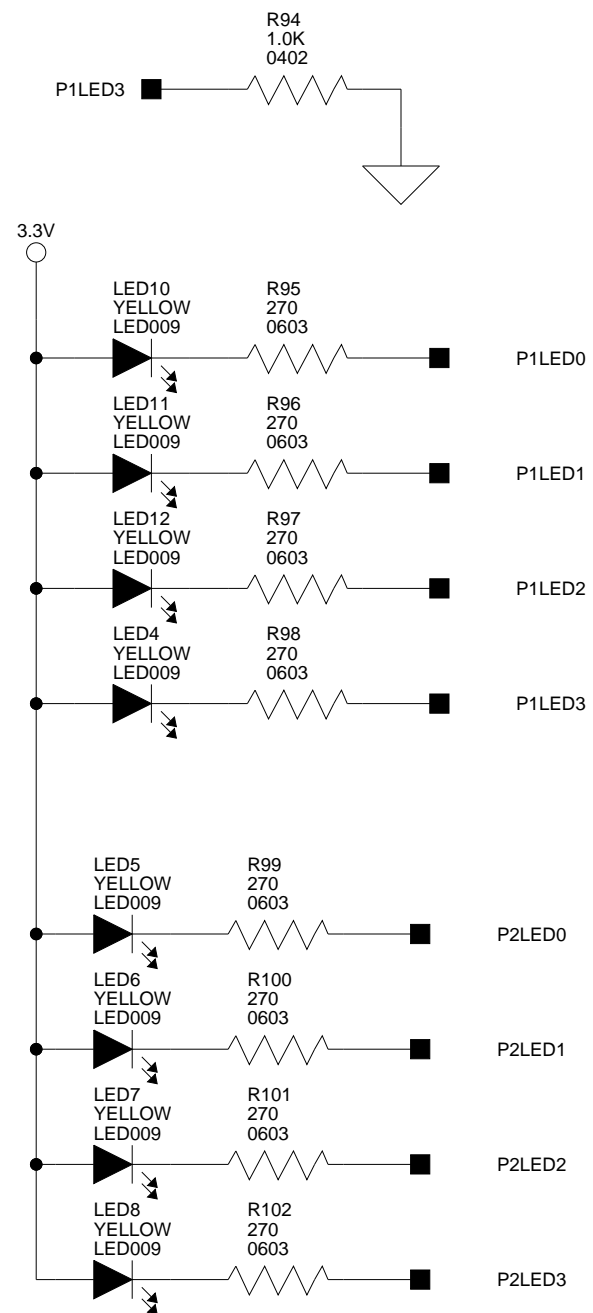 R94
1.0K
0402
P1LED3
3.3V
LED10
YELLOW
LED009
R95
270
0603
P1LED0
LED11
YELLOW
LED009
R96
270
0603
P1LED1
LED12
YELLOW
LED009
R97
270
0603
P1LED2
LED4
YELLOW
LED009
R98
270
0603
P1LED3
LED5
YELLOW
LED009
R99
270
0603
P2LED0
LED6
YELLOW
LED009
R100
270
0603
P2LED1
LED7
YELLOW
LED009
R101
270
0603
P2LED2
LED8
YELLOW
LED009
R102
270
0603
P2LED3